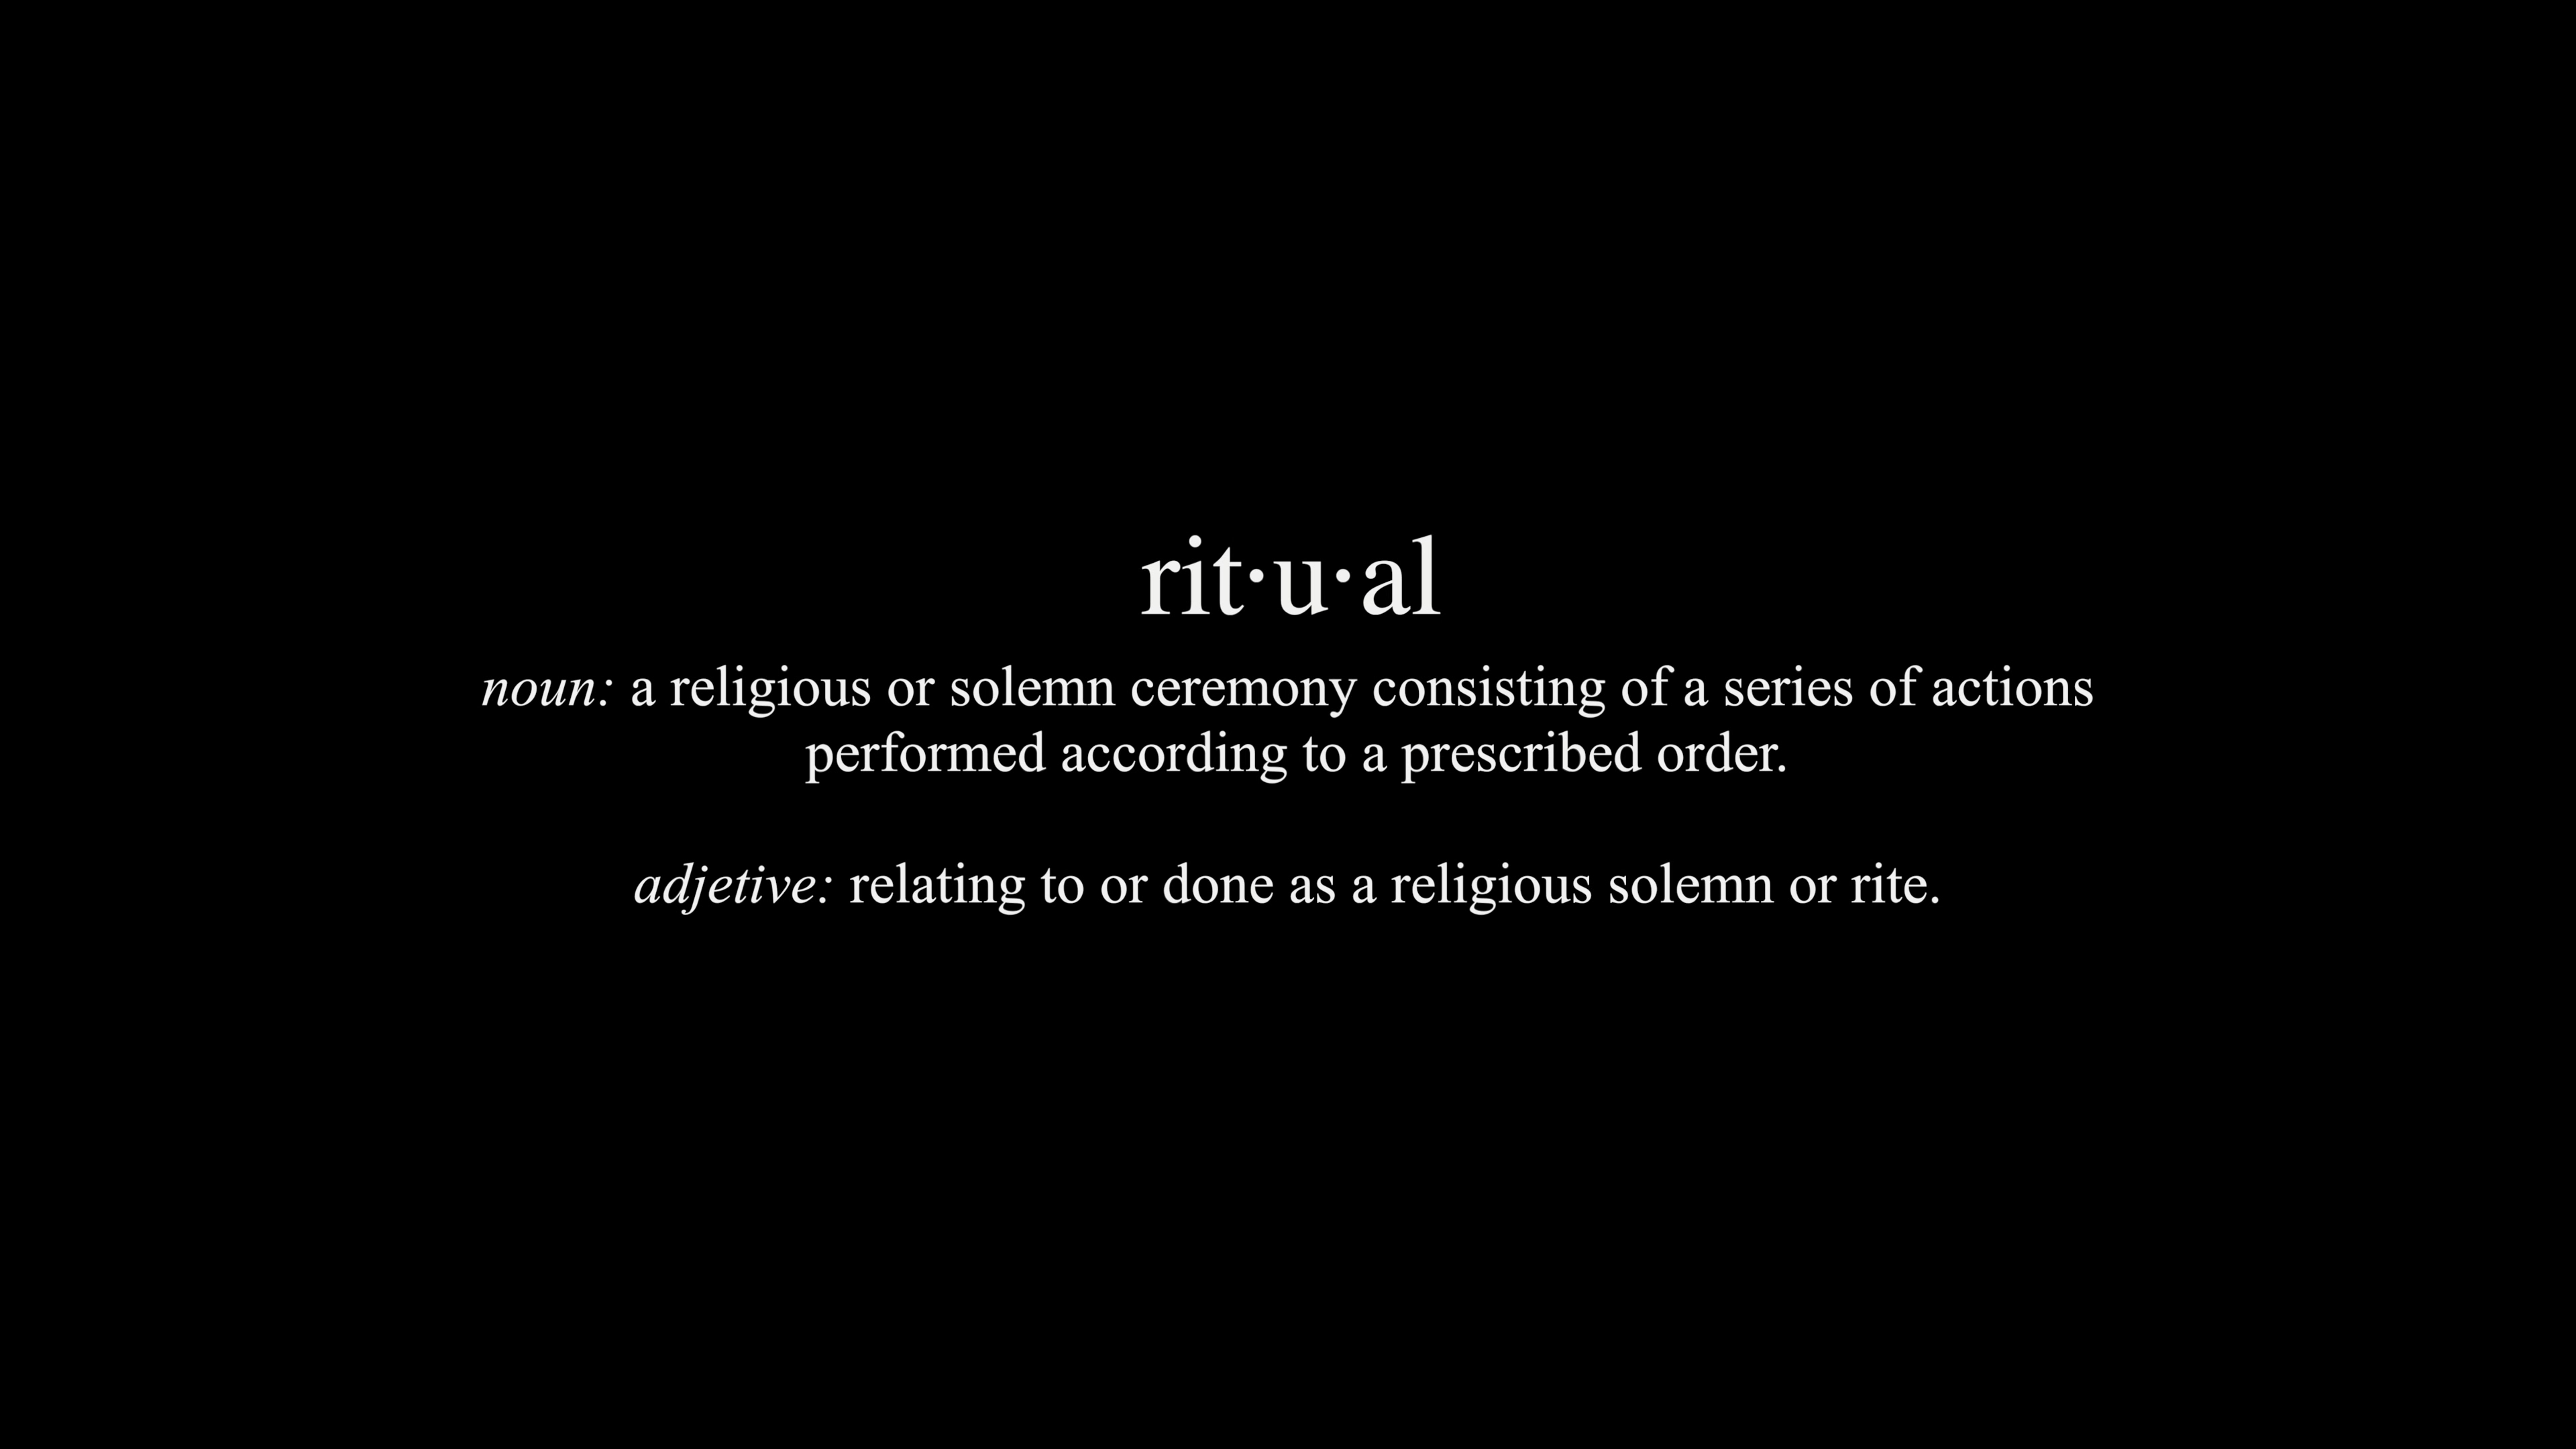 rit·u·al
noun: a religious or solemn ceremony consisting of a series of actions
performed according to a prescribed order.
adjetive: relating to or done as a religious solemn or rite.